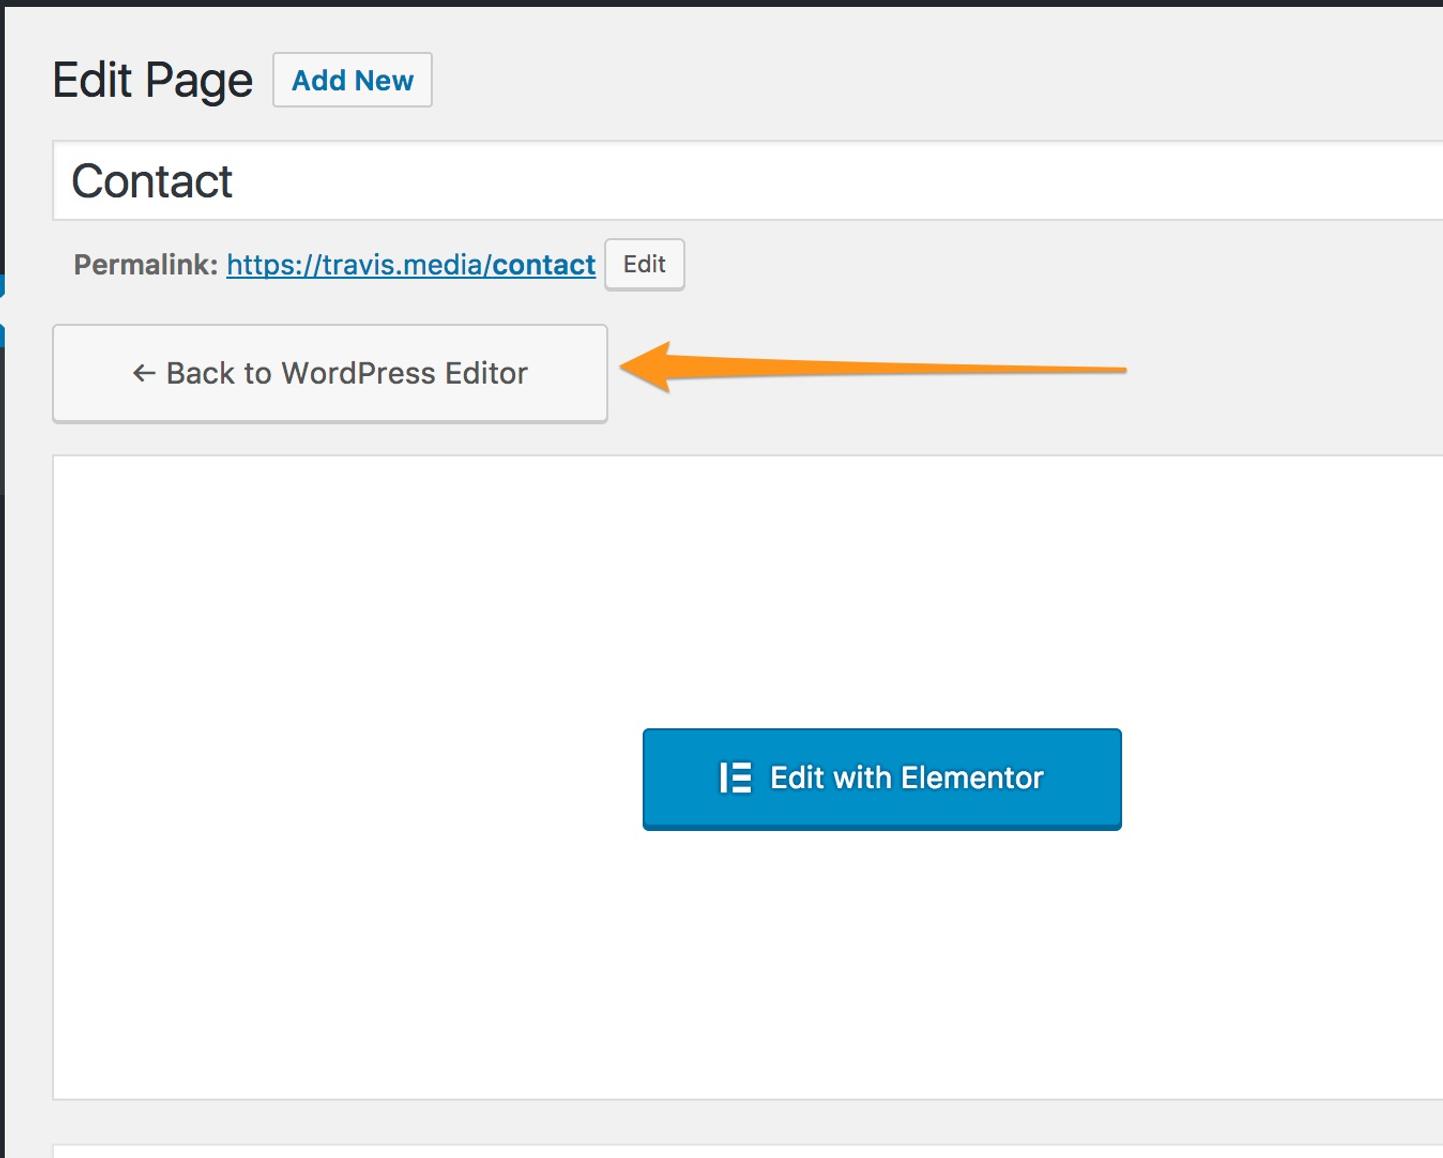 Edit Page Add New
Contact
Permalink: https://travis.media/contact Edit
← Back to WordPress Editor
Edit with Elementor